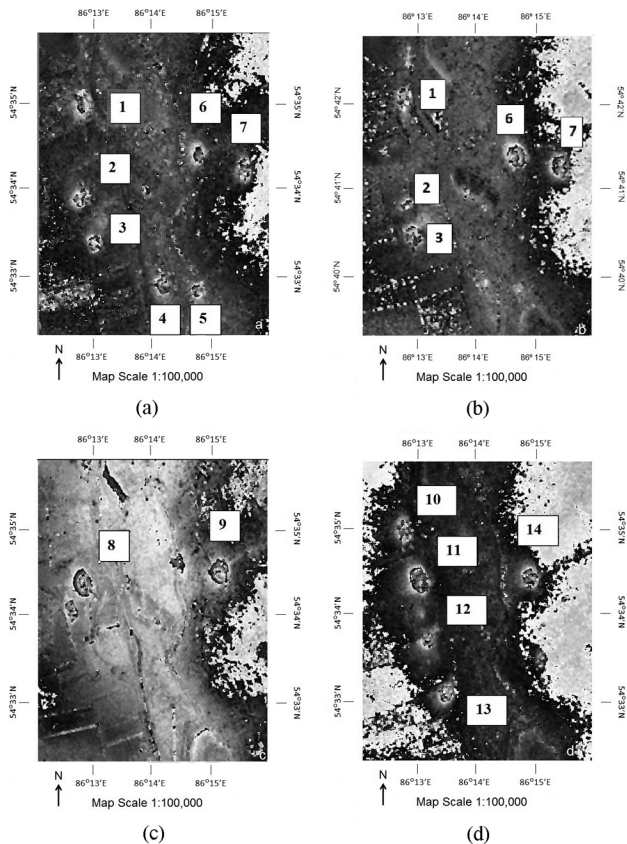 86°13'E 86°14'E 86°15'E
54°35'N 1 6 54°35'N
7
2
54°34'N 54°34'N
3
54°33'N 54°33'N
4 5
a
86°13'E 86°14'E 86°15'E
N
Map Scale 1:100,000
(a)
86°13'E 86°14'E 86°15'E
54°42'N 1 54°42'N
6 7
54°41'N 2 54°41'N
3
54°40'N 54°40'N
b
86°13'E 86°14'E 86°15'E
N
Map Scale 1:100,000
(b)
86°13'E 86°14'E 86°15'E
54°35'N 9 54°35'N
8
54°34'N 54°34'N
54°33'N 54°33'N
c
86°13'E 86°14'E 86°15'E
N
Map Scale 1:100,000
(c)
86°13'E 86°14'E 86°15'E
10
54°35'N 14 54°35'N
11
54°34'N 12 54°34'N
54°33'N 13 54°33'N
d
86°13'E 86°14'E 86°15'E
N
Map Scale 1:100,000
(d)